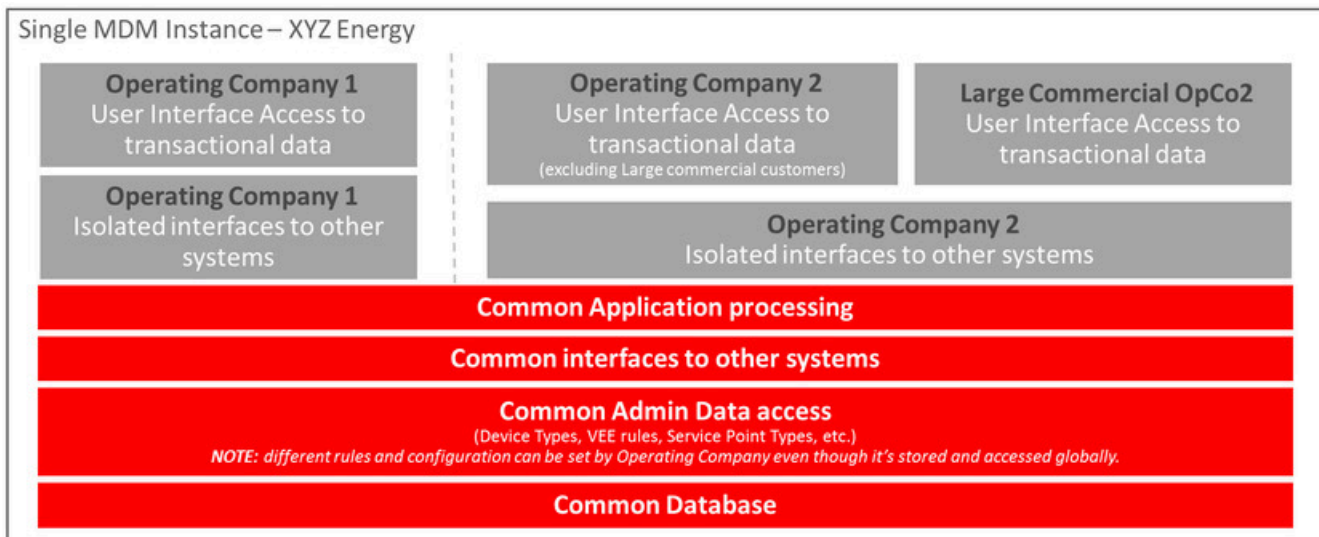 Single MDM Instance – XYZ Energy
Operating Company 1
User Interface Access to
transactional data
Operating Company 1
Isolated interfaces to other
systems
Operating Company 2
User Interface Access to
transactional data
(excluding Large commercial customers)
Large Commercial OpCo2
User Interface Access to
transactional data
Operating Company 2
Isolated interfaces to other systems
Common Application processing
Common interfaces to other systems
Common Admin Data access
(Device Types, VEE rules, Service Point Types, etc.)
NOTE: different rules and configuration can be set by Operating Company even though it's stored and accessed globally.
Common Database